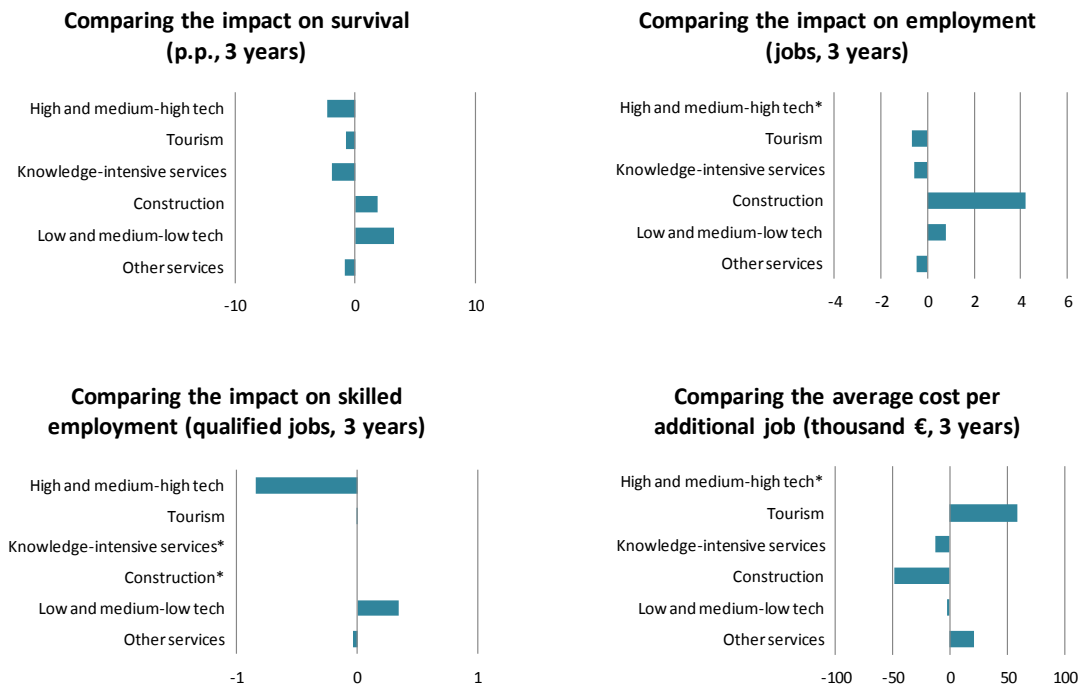 Comparing the impact on survival
(p.p., 3 years)
High and medium-high tech
Tourism
Knowledge-intensive services
Construction
Low and medium-low tech
Other services
-10 0 10
Comparing the impact on employment
(jobs, 3 years)
High and medium-high tech*
Tourism
Knowledge-intensive services
Construction
Low and medium-low tech
Other services
-4 -2 0 2 4 6
Comparing the impact on skilled
employment (qualified jobs, 3 years)
High and medium-high tech
Tourism
Knowledge-intensive services*
Construction*
Low and medium-low tech
Other services
-1 0 1
Comparing the average cost per
additional job (thousand €, 3 years)
High and medium-high tech*
Tourism
Knowledge-intensive services
Construction
Low and medium-low tech
Other services
-100 -50 0 50 100